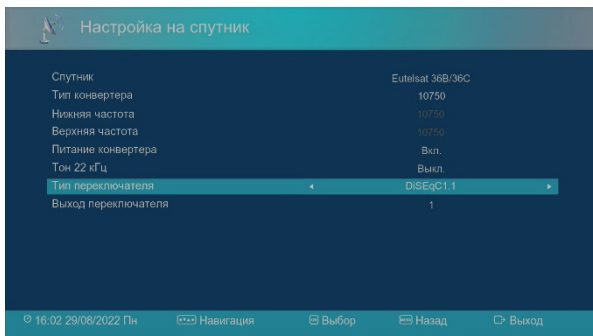 Настройка на спутник
Спутник Eutelsat 36B/36C
Тип конвертера 10750
Нижняя частота 10750
Верхняя частота 10750
Питание конвертера Вкл.
Тон 22 кГц Выкл.
Тип переключателя DiSEqC1.1
Выход переключателя 1
16:02 29/08/2022 Пн Навигация Выбор Назад Выход